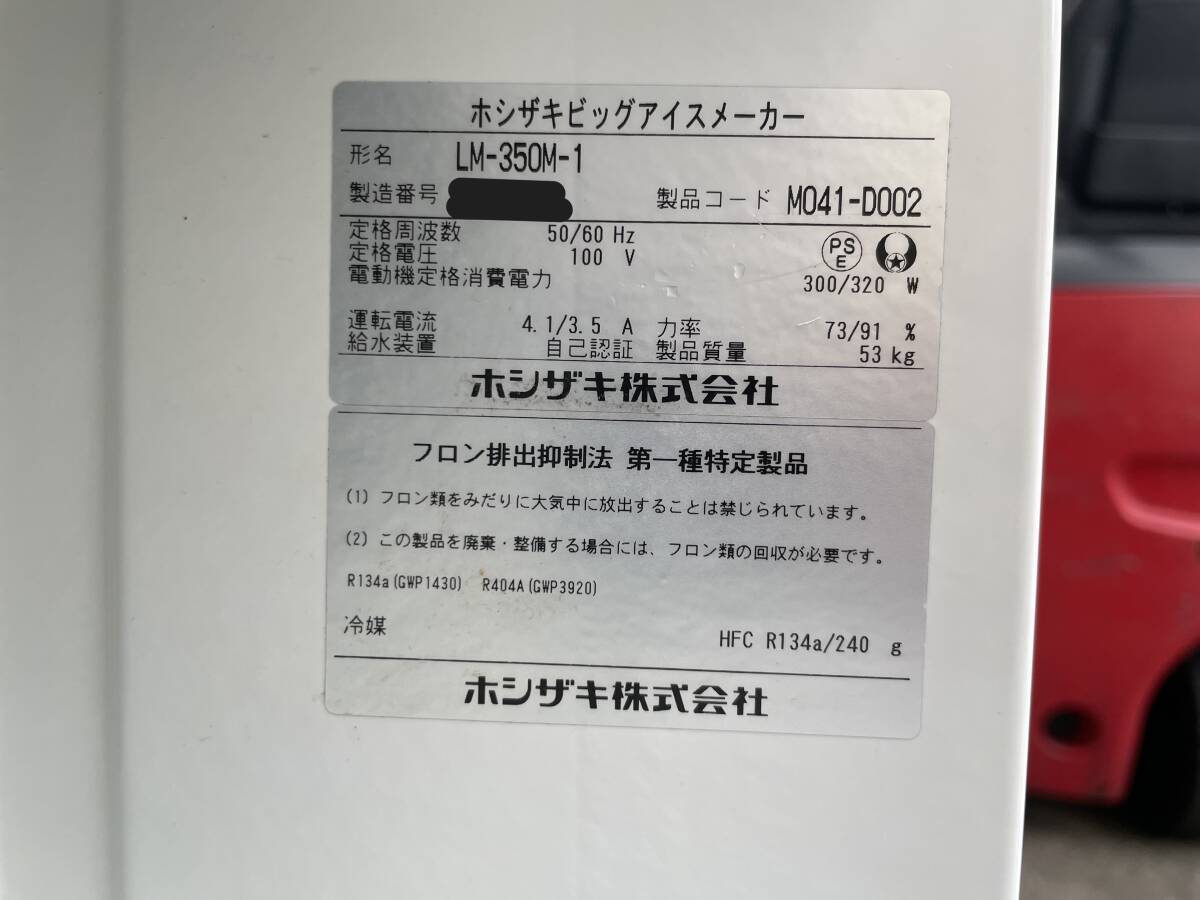 ホシザキビッグアイスメーカー
形名 LM-350M-1
製造番号 製品コード M041-D002
定格周波数 50/60 Hz
定格電圧 100 V
PS
E
電動機定格消費電力 300/320 W
運転電流 4.1/3.5 A 力率 73/91 %
給水装置 自己認証 製品質量 53 kg
ホシザキ株式会社
フロン排出抑制法 第一種特定製品
(1) フロン類をみだりに大気中に放出することは禁じられています。
(2) この製品を廃棄・整備する場合には、フロン類の回収が必要です。
R134a(GWP1430) R404A(GWP3920)
冷媒 HFC R134a/240 g
ホシザキ株式会社